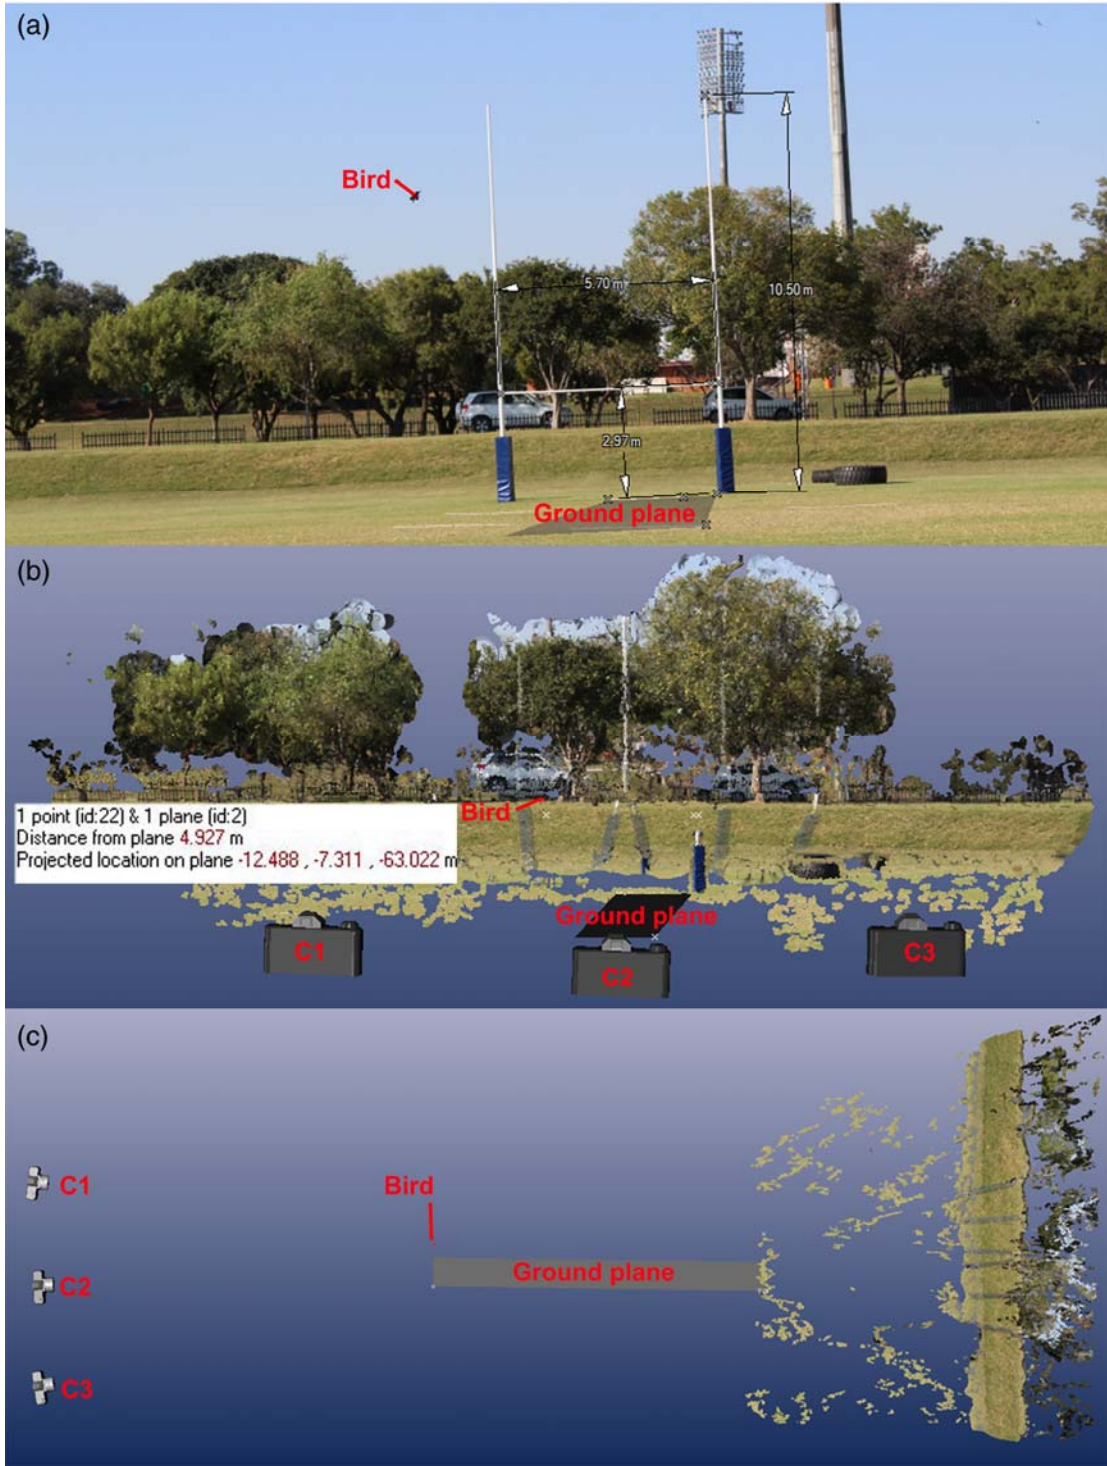 (a)
Bird
5.70 m
10.50 m
2.97 m
Ground plane
(b)
Bird
1 point (id:22) & 1 plane (id:2)
Distance from plane 4.927 m
Projected location on plane -12.488 , -7.311 , -63.022 m
Ground plane
C1
C2
C3
(c)
C1
Bird
Ground plane
C2
C3